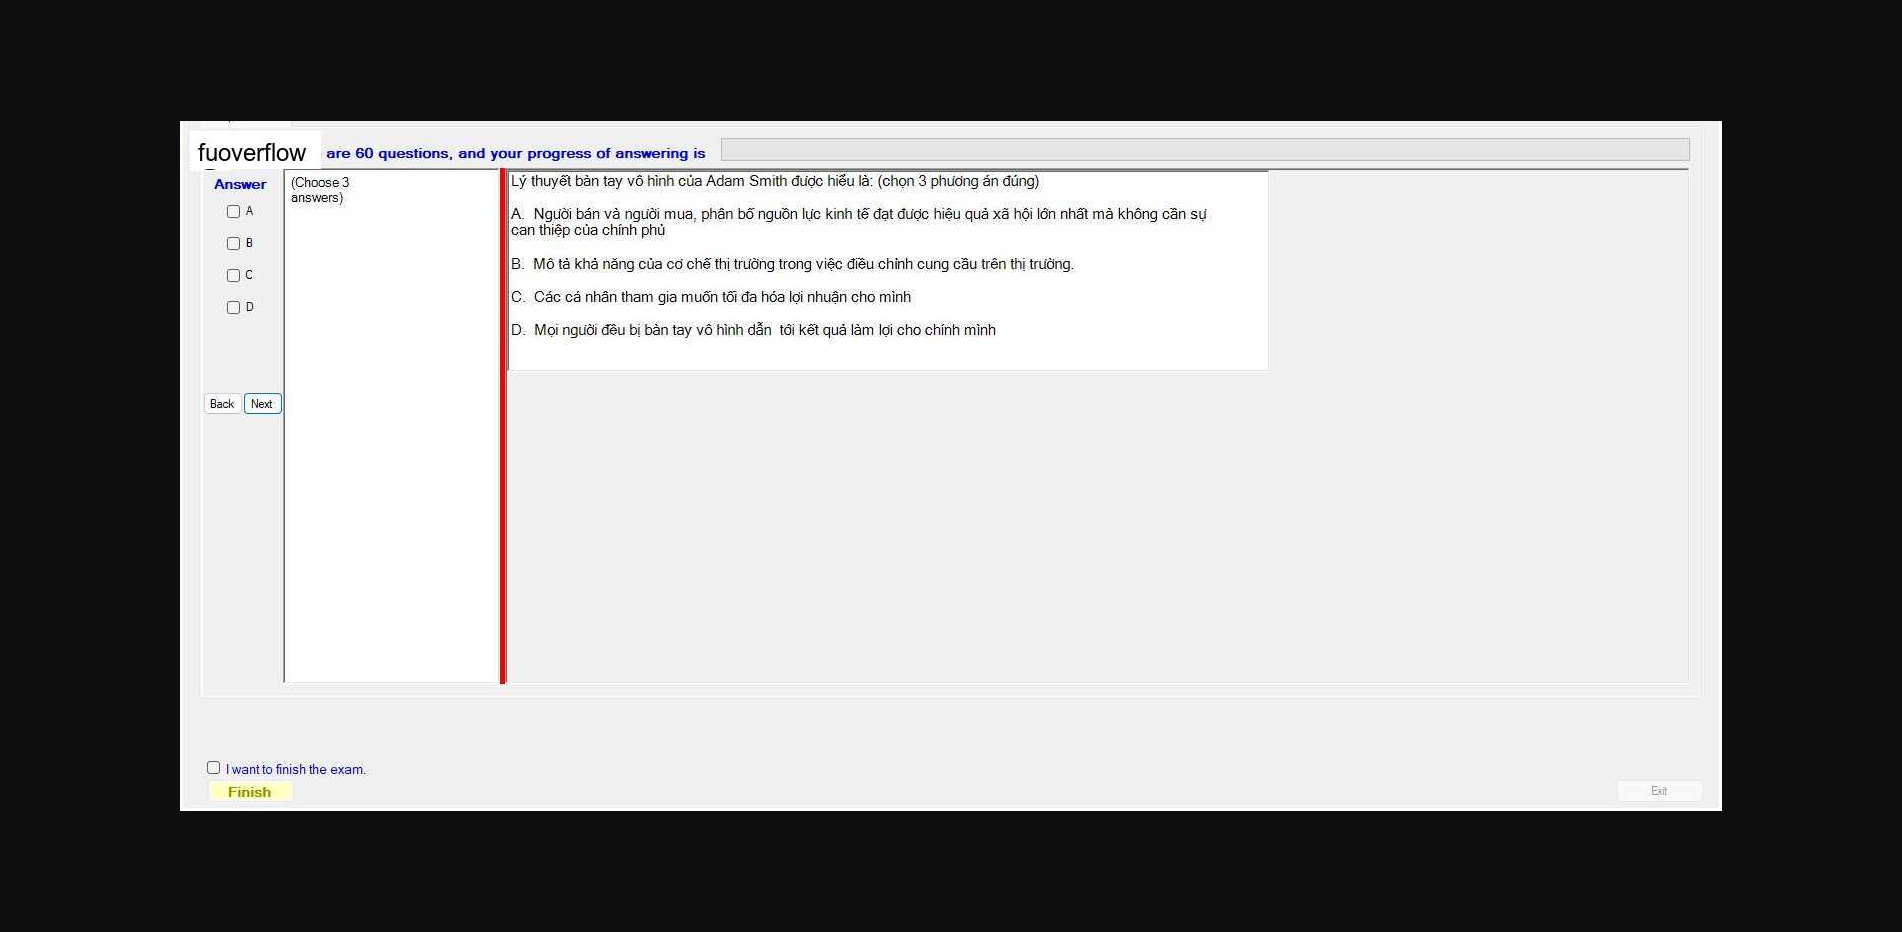 fuoverflow are 60 questions, and your progress of answering is
Answer
A
B
C
D
Back Next
(Choose 3
answers)
Lý thuyết bàn tay vô hình của Adam Smith được hiểu là: (chọn 3 phương án đúng)
A. Người bán và người mua, phân bổ nguồn lực kinh tế đạt được hiệu quả xã hội lớn nhất mà không cần sự
can thiệp của chính phủ
B. Mô tả khả năng của cơ chế thị trường trong việc điều chỉnh cung cầu trên thị trường.
C. Các cá nhân tham gia muốn tối đa hóa lợi nhuận cho mình
D. Mọi người đều bị bàn tay vô hình dẫn tới kết quả làm lợi cho chính mình
I want to finish the exam.
Finish
Exit